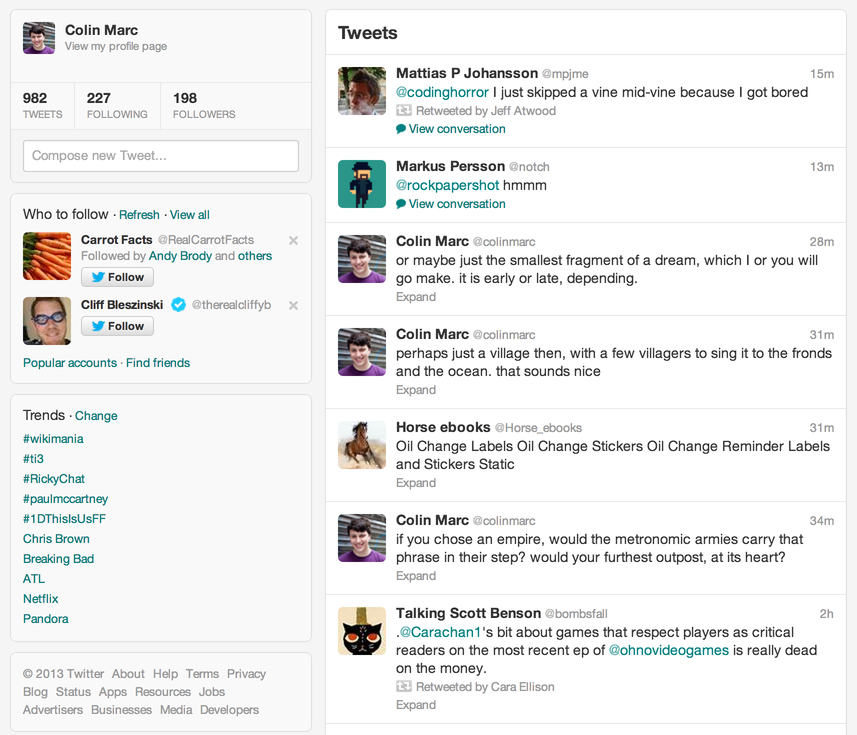 Colin Marc
View my profile page
982 227 198
TWEETS FOLLOWING FOLLOWERS
Compose new Tweet...
Who to follow · Refresh · View all
Carrot Facts @RealCarrotFacts
Followed by Andy Brody and others
Follow
Cliff Bleszinski @therealcliffyb
Follow
Popular accounts · Find friends
Trends · Change
#wikimania
#ti3
#RickyChat
#paulmccartney
#1DThisIsUsFF
Chris Brown
Breaking Bad
ATL
Netflix
Pandora
© 2013 Twitter About Help Terms Privacy
Blog Status Apps Resources Jobs
Advertisers Businesses Media Developers
Tweets
Mattias P Johansson @mpjme 15m
@codinghorror I just skipped a vine mid-vine because I got bored
Retweeted by Jeff Atwood
View conversation
Markus Persson @notch 13m
@rockpapershot hmmm
View conversation
Colin Marc @colinmarc 28m
or maybe just the smallest fragment of a dream, which I or you will
go make. it is early or late, depending.
Expand
Colin Marc @colinmarc 31m
perhaps just a village then, with a few villagers to sing it to the fronds
and the ocean. that sounds nice
Expand
Horse ebooks @Horse_ebooks 31m
Oil Change Labels Oil Change Stickers Oil Change Reminder Labels
and Stickers Static
Expand
Colin Marc @colinmarc 34m
if you chose an empire, would the metronomic armies carry that
phrase in their step? would your furthest outpost, at its heart?
Expand
Talking Scott Benson @bombsfall 2h
.@Carachan1's bit about games that respect players as critical
readers on the most recent ep of @ohnovideogames is really dead
on the money.
Retweeted by Cara Ellison
Expand